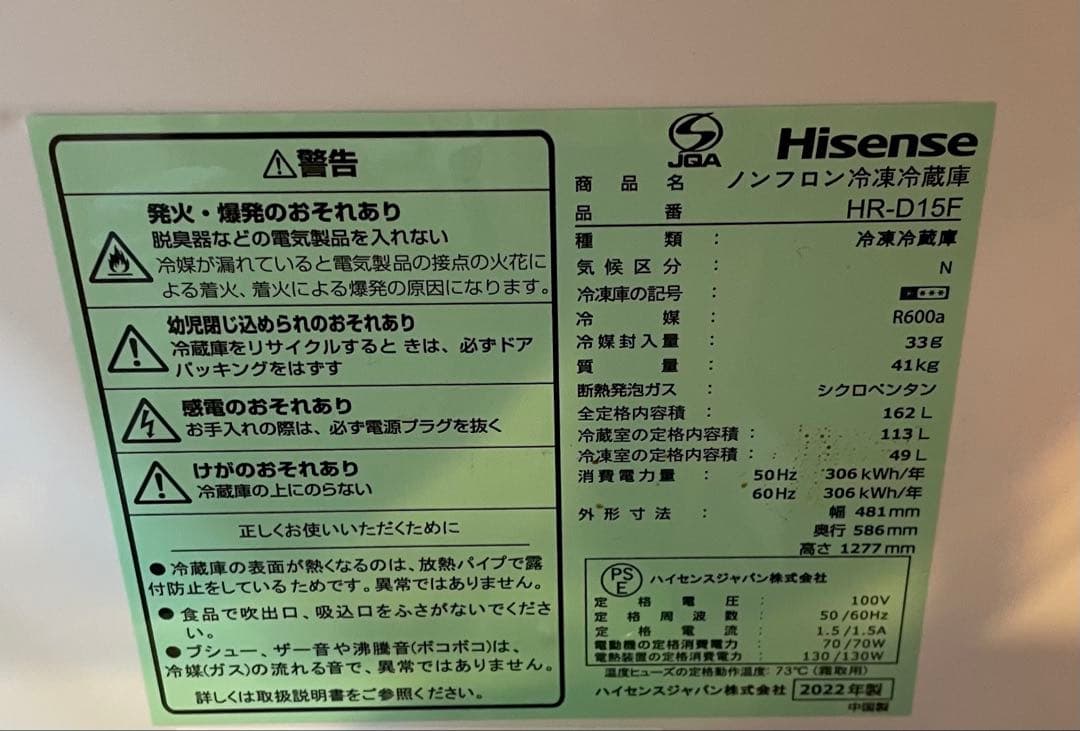 警告
発火・爆発のおそれあり
脱臭器などの電気製品を入れない
冷媒が漏れていると電気製品の接点の火花に
よる着火、着火による爆発の原因になります。
幼児閉じ込められのおそれあり
冷蔵庫をリサイクルすると きは、必ずドア
パッキングをはずす
感電のおそれあり
お手入れの際は、必ず電源プラグを抜く
けがのおそれあり
冷蔵庫の上にのらない
正しくお使いいただくために
●冷蔵庫の表面が熱くなるのは、放熱パイプで露
付防止をしているためです。異常ではありません。
●食品で吹出口、吸込口をふさがないでくださ
い。
●ブシュー、ザー音や沸騰音(ボコボコ)は、
冷媒(ガス)の流れる音で、異常ではありません。
詳しくは取扱説明書をご参照ください。
JQA
Hisense
商品名 ノンフロン冷凍冷蔵庫
品番 HR-D15F
種類 : 冷凍冷蔵庫
気候区分 : N
冷凍庫の記号 :
冷媒 : R600a
冷媒封入量 : 33g
質量 : 41kg
断熱発泡ガス : シクロペンタン
全定格内容積 : 162L
冷蔵室の定格内容積 : 113L
冷凍室の定格内容積 : 49L
消費電力量 : 50Hz 306kWh/年
60Hz 306kWh/年
外形寸法 : 幅 481mm
奥行 586mm
高さ 1277mm
PSE ハイセンスジャパン株式会社
定格電圧 : 100V
定格周波数 : 50/60Hz
定格電流 : 1.5/1.5A
電動機の定格消費電力 : 70/70W
電熱装置の定格消費電力 : 130/130W
温度ヒューズの定格動作温度: 73℃(霜取用)
ハイセンスジャパン株式会社 2022年製
中国製